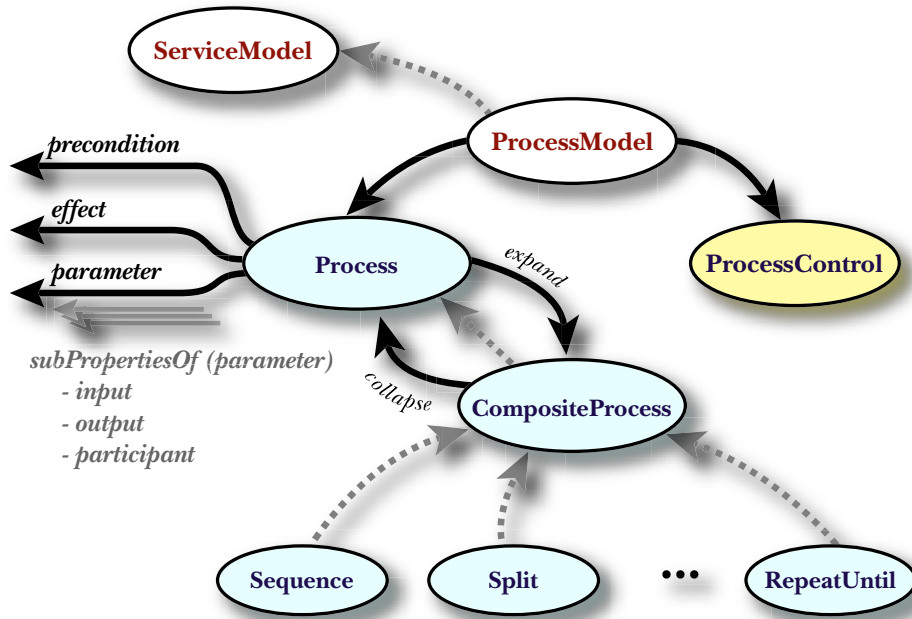 ServiceModel
ProcessModel
precondition
effect
parameter
Process
expand
ProcessControl
subPropertiesOf (parameter)
- input
- output
- participant
collapse
CompositeProcess
Sequence
Split
...
RepeatUntil